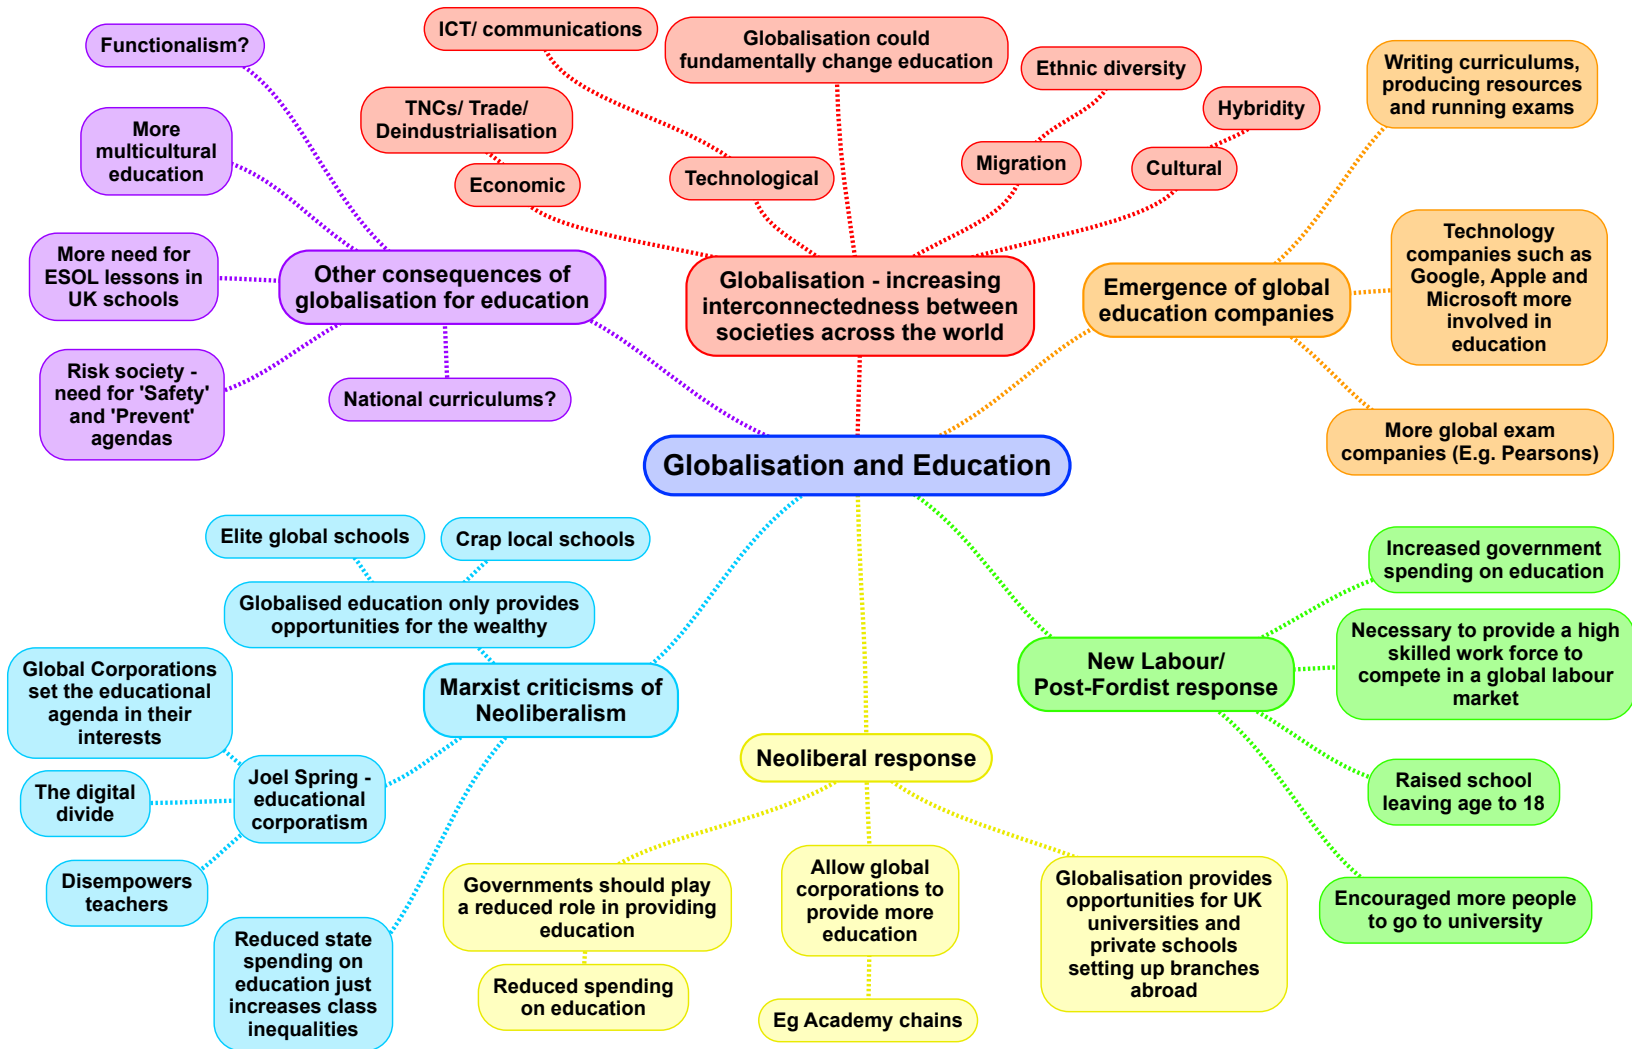 Functionalism?
More
multicultural
education
More need for
ESOL lessons in
UK schools
Risk society -
need for 'Safety'
and 'Prevent'
agendas
National curriculums?
Other consequences of
globalisation for education
ICT/ communications
TNCs/ Trade/
Deindustrialisation
Economic
Technological
Globalisation could
fundamentally change education
Ethnic diversity
Migration
Hybridity
Cultural
Globalisation - increasing
interconnectedness between
societies across the world
Writing curriculums,
producing resources
and running exams
Technology
companies such as
Google, Apple and
Microsoft more
involved in
education
More global exam
companies (E.g. Pearsons)
Emergence of global
education companies
Globalisation and Education
Elite global schools
Crap local schools
Globalised education only provides
opportunities for the wealthy
Marxist criticisms of
Neoliberalism
Global Corporations
set the educational
agenda in their
interests
The digital
divide
Joel Spring -
educational
corporatism
Disempowers
teachers
Reduced state
spending on
education just
increases class
inequalities
Neoliberal response
Governments should play
a reduced role in providing
education
Reduced spending
on education
Allow global
corporations to
provide more
education
Eg Academy chains
Globalisation provides
opportunities for UK
universities and
private schools
setting up branches
abroad
New Labour/
Post-Fordist response
Increased government
spending on education
Necessary to provide a high
skilled work force to
compete in a global labour
market
Raised school
leaving age to 18
Encouraged more people
to go to university